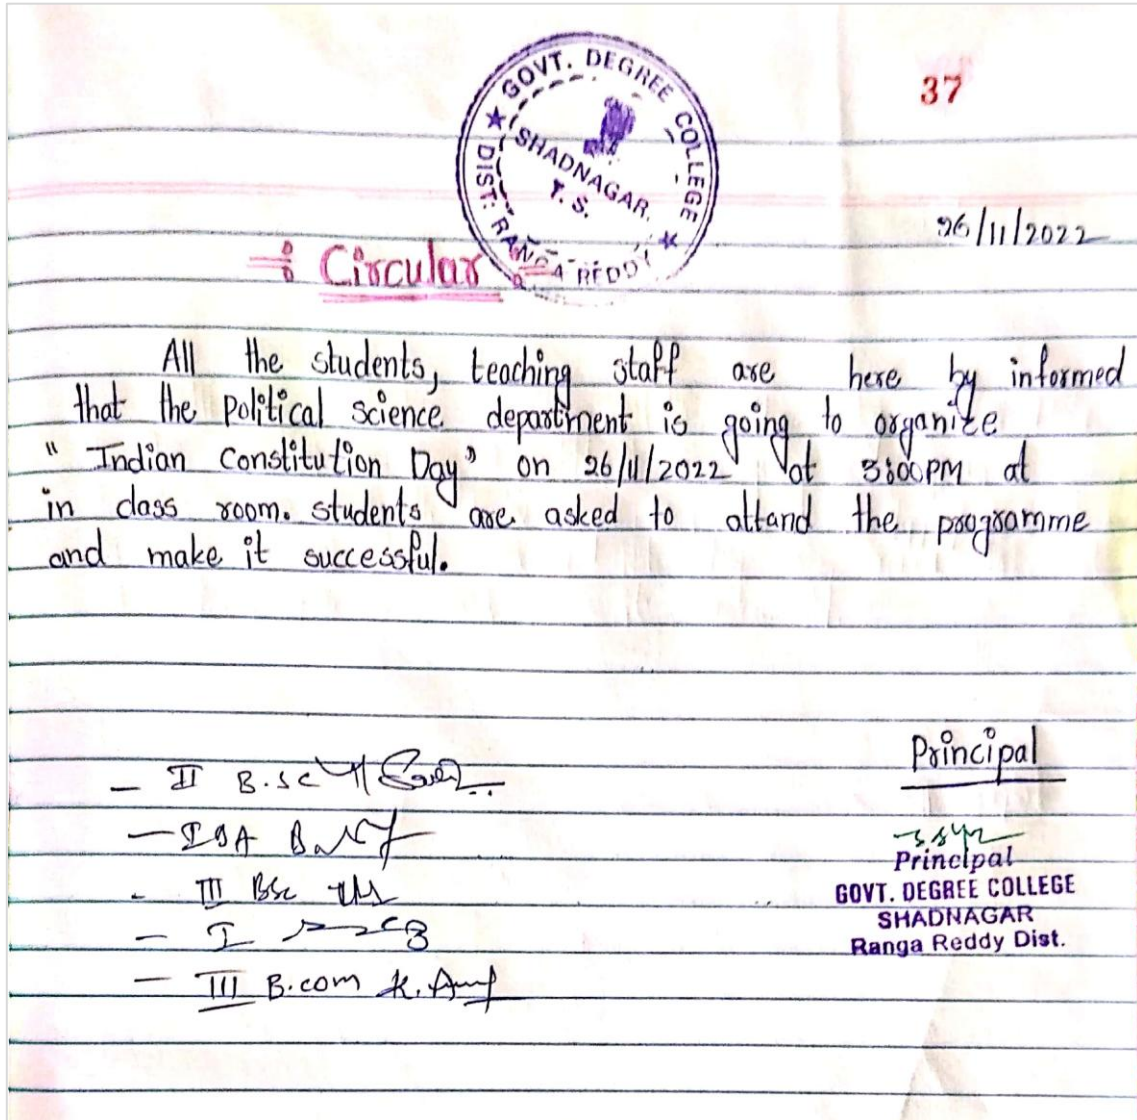 37
GOVT. DEGREE COLLEGE
SHADNAGAR.
T. S.
DIST: RANGA REDDY
26/11/2022
Circular
All the students, teaching staff are here by informed
that the political science department is going to organize
" Indian Constitution Day" on 26/11/2022 at 3:00PM at
in class room. students are asked to attand the programme
and make it successful.
Principal
- II B.sc
- III BSc
- I
- III B.com K.
Principal
GOVT. DEGREE COLLEGE
SHADNAGAR
Ranga Reddy Dist.